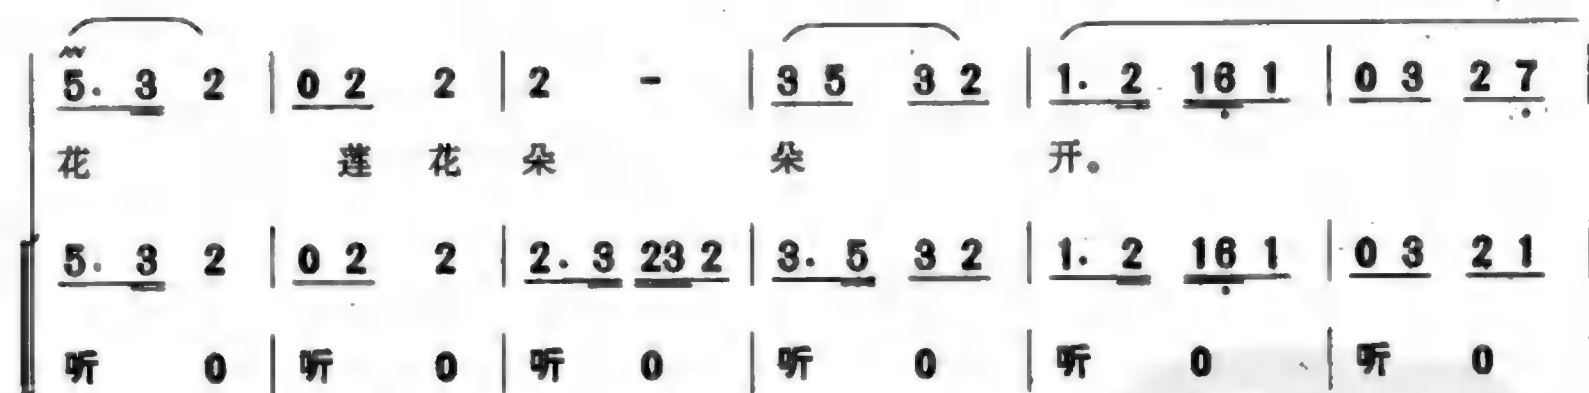 5. 3 2 | 0 2 2 | 2 - | 3 5 3 2 | 1. 2 16 1 | 0 3 2 7 |
花 莲 花 朵 朵 开。
5. 3 2 | 0 2 2 | 2. 3 23 2 | 3. 5 3 2 | 1. 2 16 1 | 0 3 2 1 |
听 0 | 听 0 | 听 0 | 听 0 | 听 0 | 听 0 |